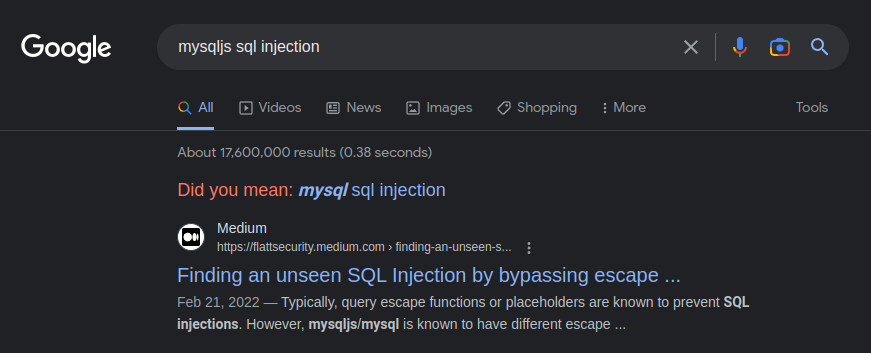 Google
mysqljs sql injection
All Videos News Images Shopping More Tools
About 17,600,000 results (0.38 seconds)
Did you mean: mysql sql injection
Medium
https://flattsecurity.medium.com › finding-an-unseen-s...
Finding an unseen SQL Injection by bypassing escape ...
Feb 21, 2022 — Typically, query escape functions or placeholders are known to prevent SQL
injections. However, mysqljs/mysql is known to have different escape ...